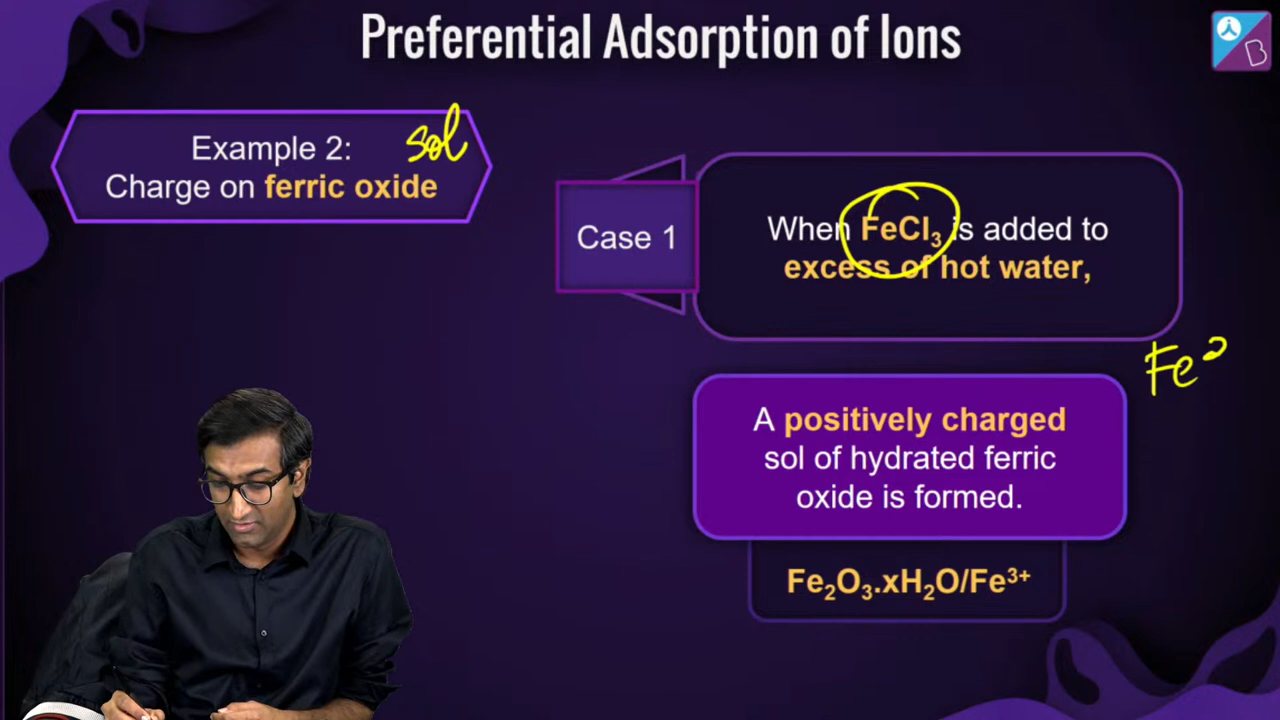 Preferential Adsorption of Ions
Example 2: sol
Charge on ferric oxide
Case 1
When FeCl₃ is added to
excess of hot water,
Fe
A positively charged
sol of hydrated ferric
oxide is formed.
Fe₂O₃.xH₂O/Fe³⁺
B